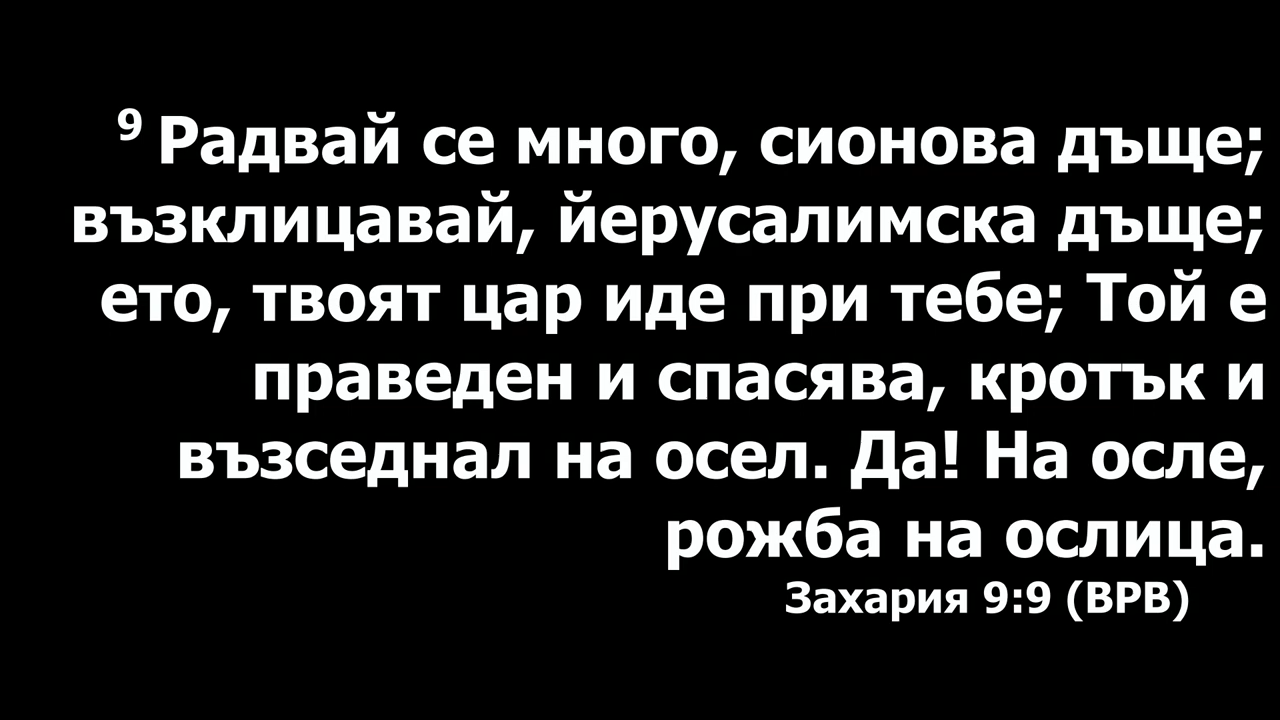 9 Радвай се много, сионова дъще;
възклицавай, йерусалимска дъще;
ето, твоят цар иде при тебе; Той е
праведен и спасява, кротък и
възседнал на осел. Да! На осле,
рожба на ослица.
Захария 9:9 (ВРВ)